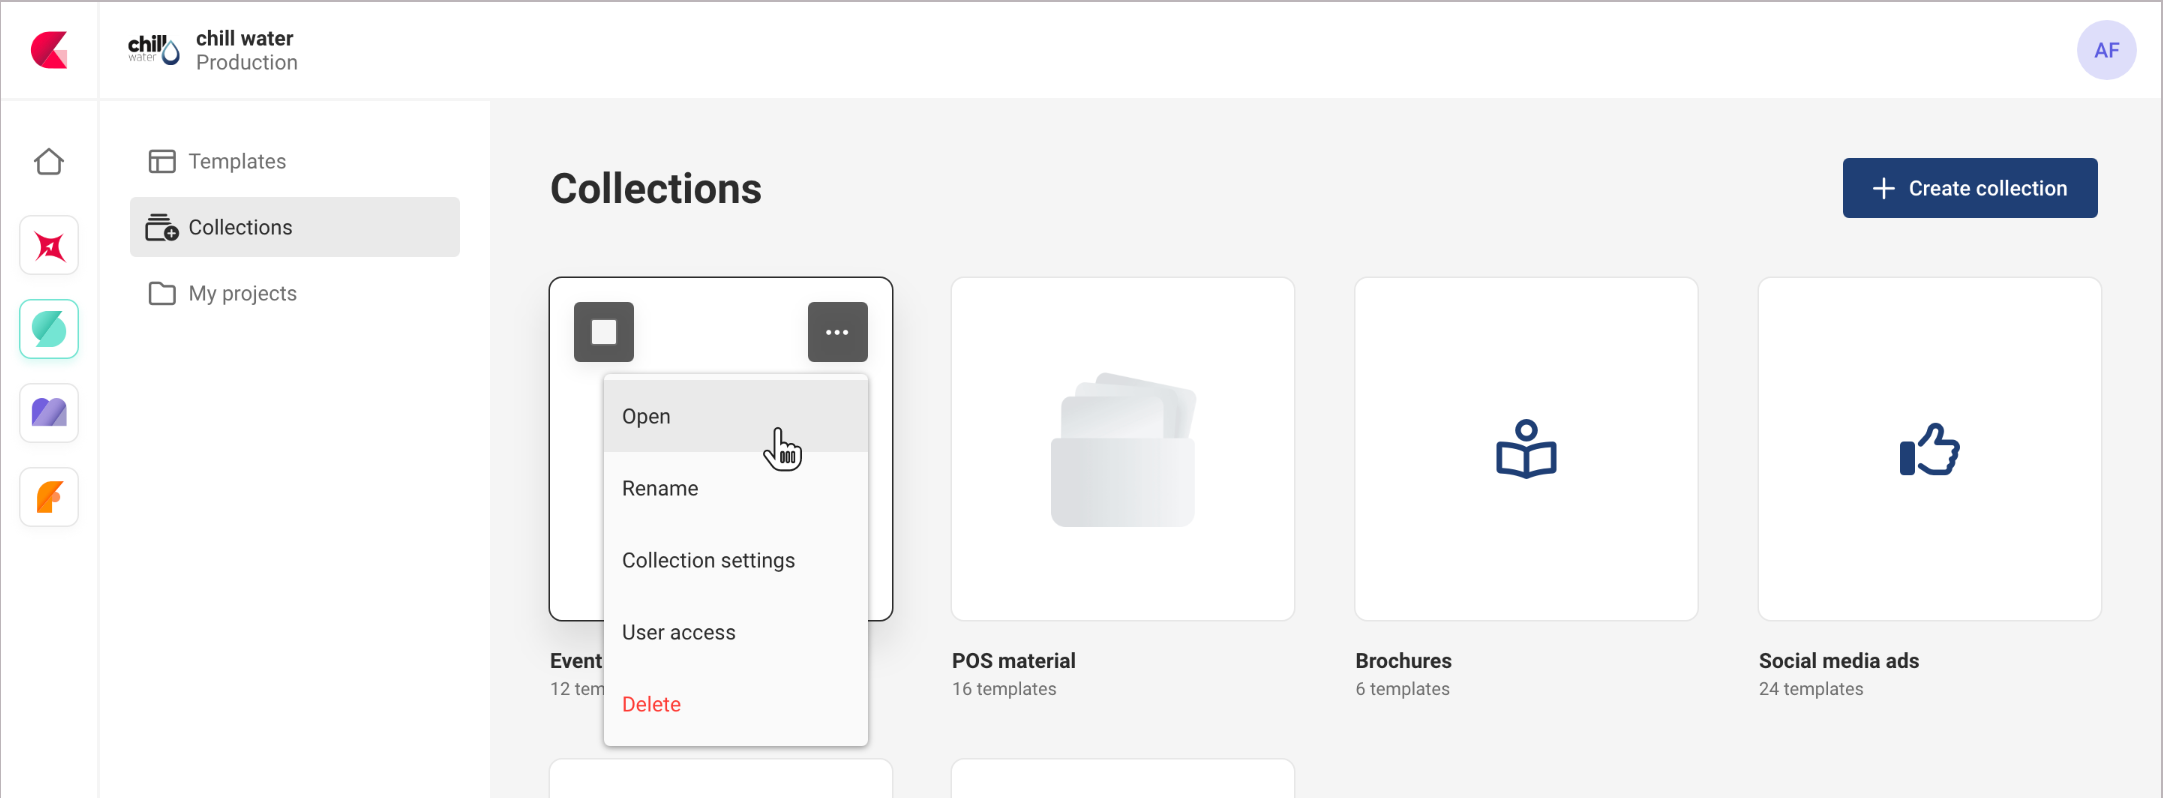 chill
water
chill water
Production
AF
Templates
Collections
My projects
Collections
Create collection
Open
Rename
Collection settings
User access
Delete
Event
12 tem
POS material
16 templates
Brochures
6 templates
Social media ads
24 templates